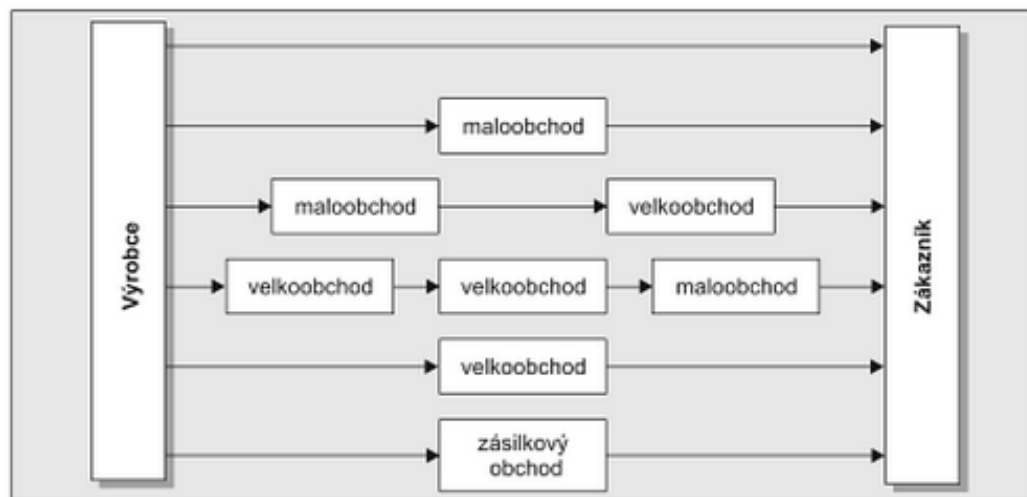 Výrobce
maloobchod
maloobchod
velkoobchod
velkoobchod
velkoobchod
maloobchod
velkoobchod
zásilkový
obchod
Zákazník